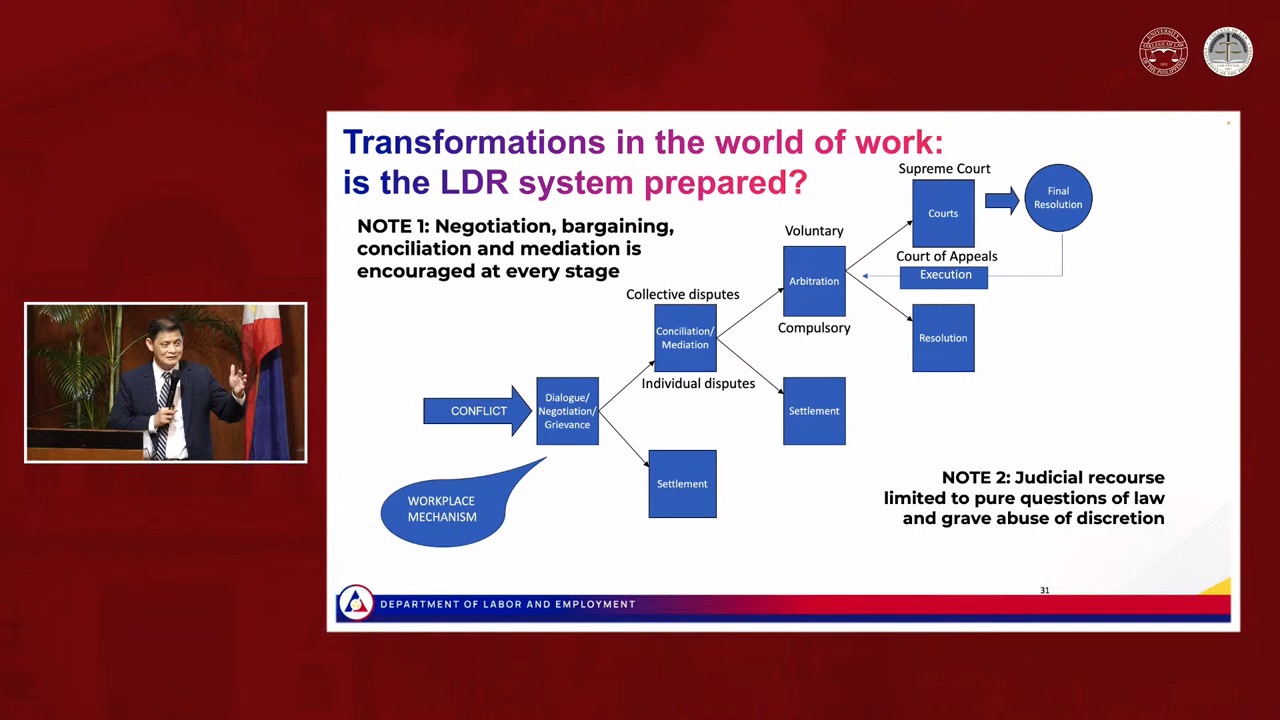 Transformations in the world of work:
is the LDR system prepared?
NOTE 1: Negotiation, bargaining,
conciliation and mediation is
encouraged at every stage
Supreme Court
Courts
Final
Resolution
Court of Appeals
Execution
Voluntary
Arbitration
Compulsory
Resolution
Collective disputes
Conciliation/
Mediation
Individual disputes
Settlement
CONFLICT
Dialogue/
Negotiation/
Grievance
Settlement
WORKPLACE
MECHANISM
NOTE 2: Judicial recourse
limited to pure questions of law
and grave abuse of discretion
31
DEPARTMENT OF LABOR AND EMPLOYMENT